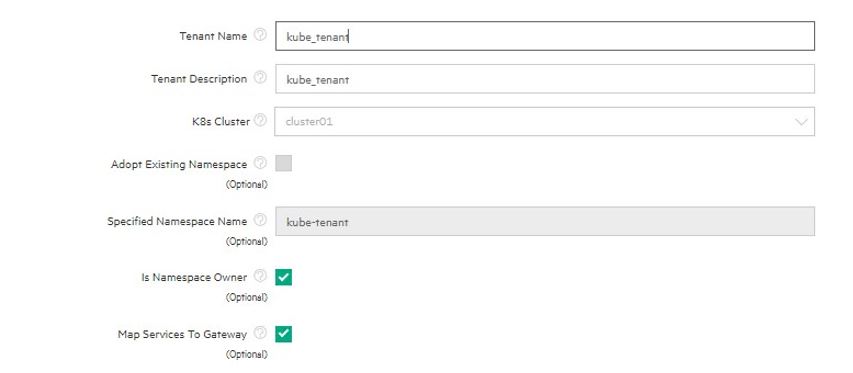 Tenant Name ? kube_tenant
Tenant Description ? kube_tenant
K8s Cluster ? cluster01
Adopt Existing Namespace ?
(Optional)
Specified Namespace Name ? kube-tenant
(Optional)
Is Namespace Owner ?
(Optional)
Map Services To Gateway ?
(Optional)